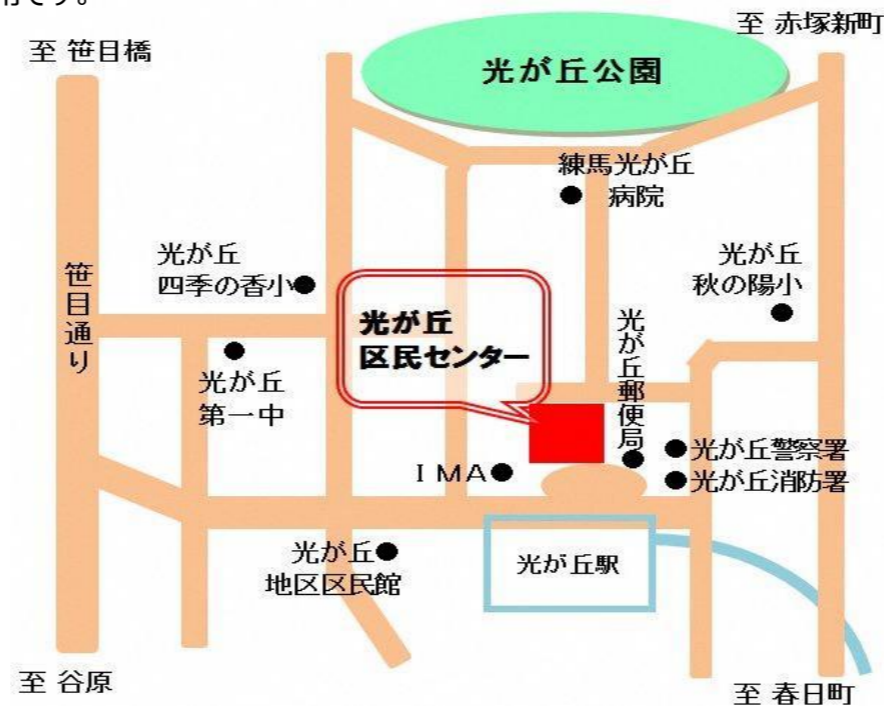 用です。
至 赤塚新町
至 笹目橋
光が丘公園
練馬光が丘
病院
光が丘
四季の香小
光が丘
秋の陽小
笹目通り
光が丘
区民センター
光が丘郵便局
光が丘
第一中
光が丘警察署
IMA
光が丘消防署
光が丘
地区区民館
光が丘駅
至 谷原
至 春日町